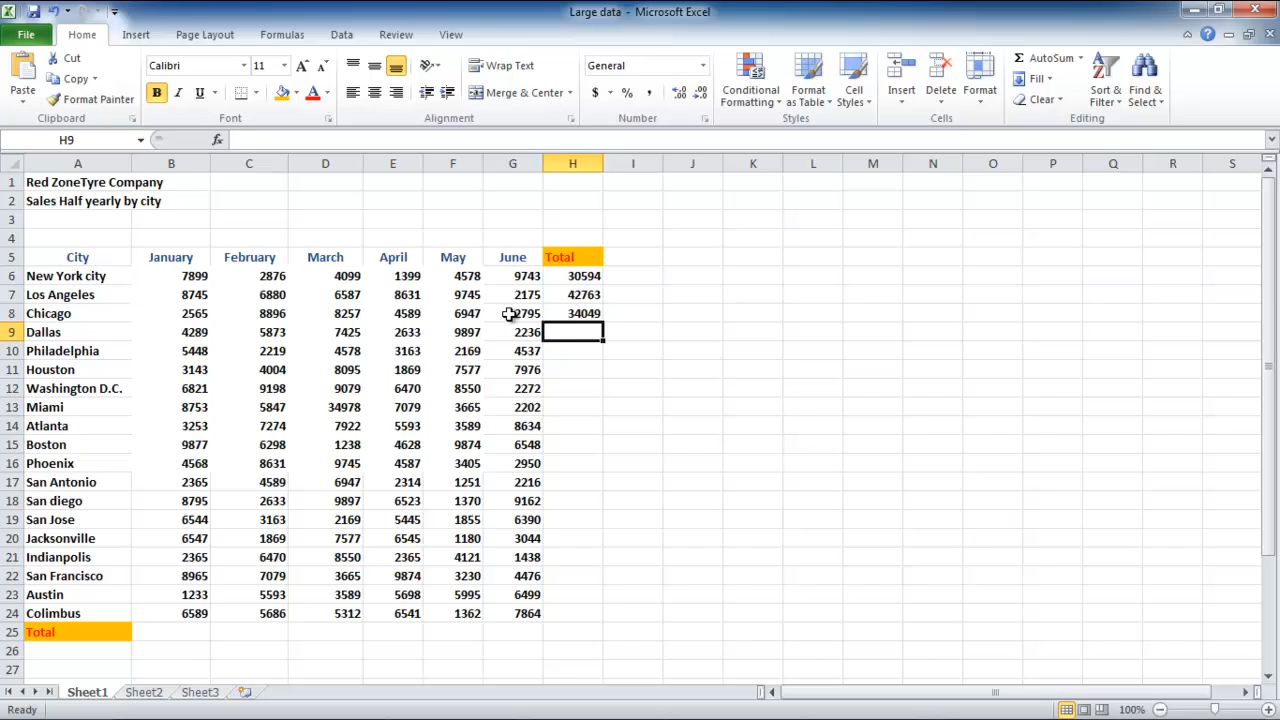 Large data - Microsoft Excel
File Home Insert Page Layout Formulas Data Review View
Cut
Copy
Format Painter
Paste
Clipboard
Calibri 11
B I U A
Font
Wrap Text
Merge & Center
Alignment
General
$ % ,
Number
Conditional Formatting
Format as Table
Cell Styles
Styles
Insert Delete Format
Cells
Σ AutoSum
Fill
Clear
Sort & Filter
Find & Select
Editing
H9 fx
A B C D E F G H I J K L M N O P Q R S
1 Red ZoneTyre Company
2 Sales Half yearly by city
3
4
5 City January February March April May June Total
6 New York city 7899 2876 4099 1399 4578 9743 30594
7 Los Angeles 8745 6880 6587 8631 9745 2175 42763
8 Chicago 2565 8896 8257 4589 6947 2795 34049
9 Dallas 4289 5873 7425 2633 9897 2236
10 Philadelphia 5448 2219 4578 3163 2169 4537
11 Houston 3143 4004 8095 1869 7577 7976
12 Washington D.C. 6821 9198 9079 6470 8550 2272
13 Miami 8753 5847 34978 7079 3665 2202
14 Atlanta 3253 7274 7922 5593 3589 8634
15 Boston 9877 6298 1238 4628 9874 6548
16 Phoenix 4568 8631 9745 4587 3405 2950
17 San Antonio 2365 4589 6947 2314 1251 2216
18 San diego 8795 2633 9897 6523 1370 9162
19 San Jose 6544 3163 2169 5445 1855 6390
20 Jacksonville 6547 1869 7577 6545 1180 3044
21 Indianpolis 2365 6470 8550 2365 4121 1438
22 San Francisco 8965 7079 3665 9874 3230 4476
23 Austin 1233 5593 3589 5698 5995 6499
24 Colimbus 6589 5686 5312 6541 1362 7864
25 Total
26
27
Sheet1 Sheet2 Sheet3
Ready 100%